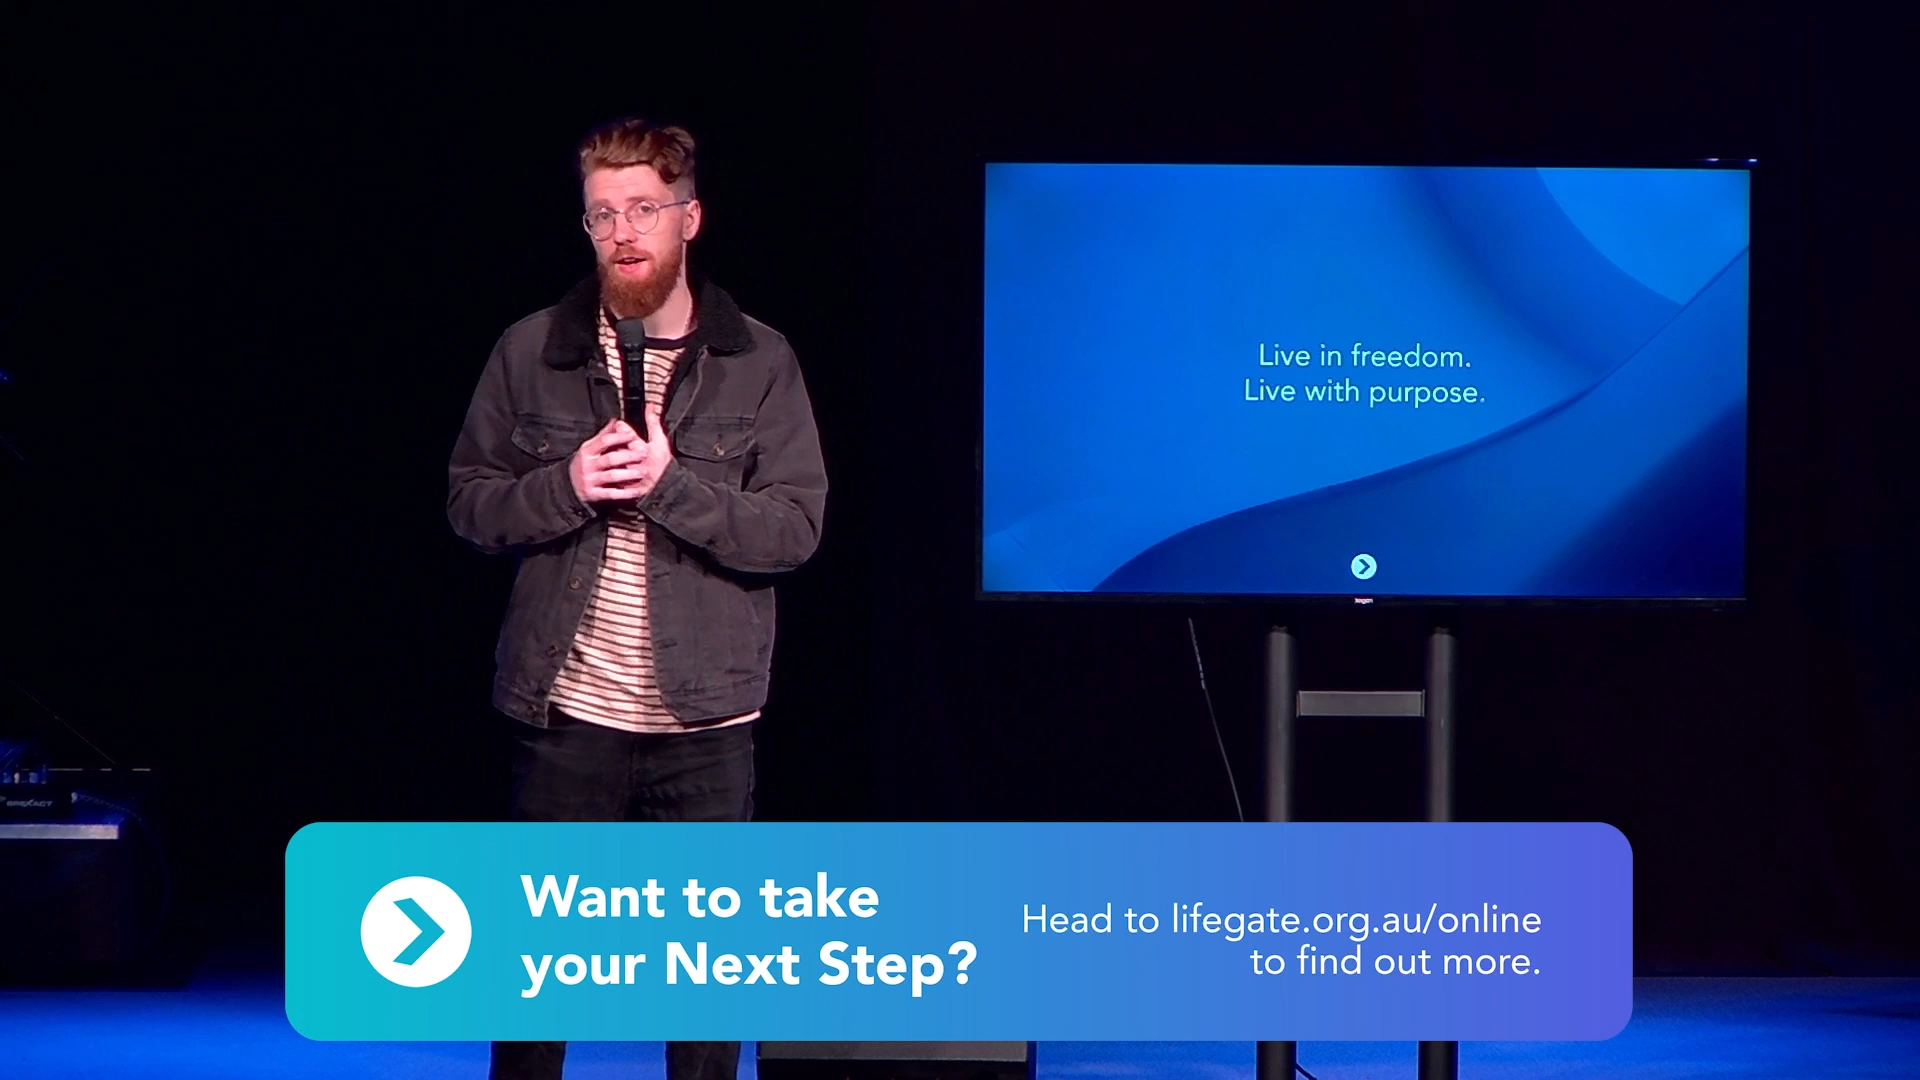 Live in freedom.
Live with purpose.
Want to take
your Next Step?
Head to lifegate.org.au/online
to find out more.